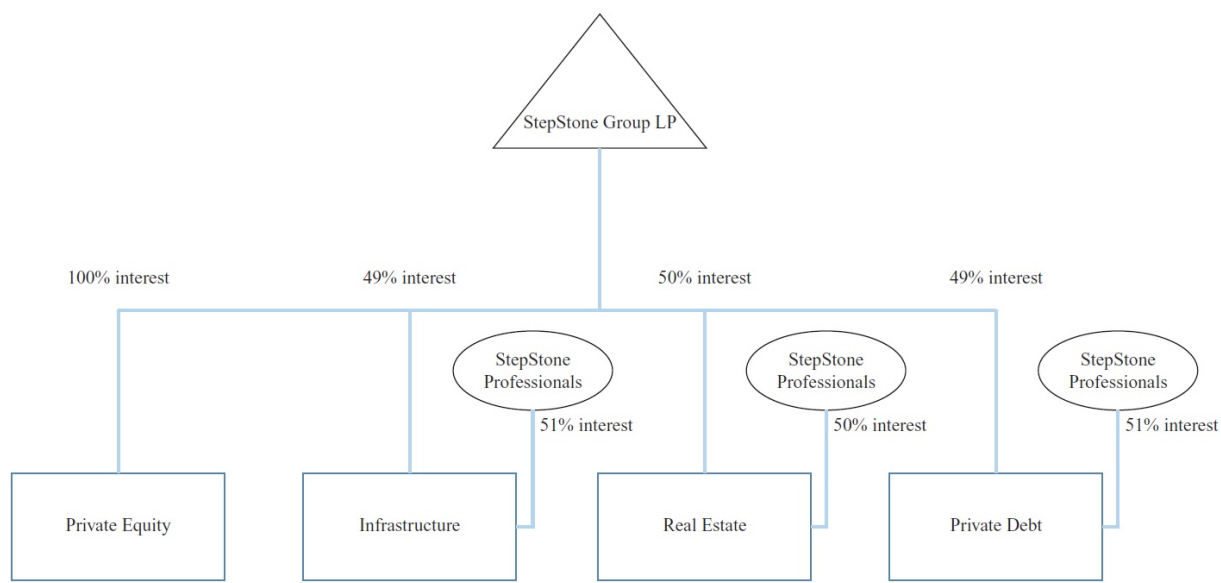 StepStone Group LP
100% interest
49% interest
50% interest
49% interest
StepStone
Professionals
StepStone
Professionals
StepStone
Professionals
51% interest
50% interest
51% interest
Private Equity
Infrastructure
Real Estate
Private Debt